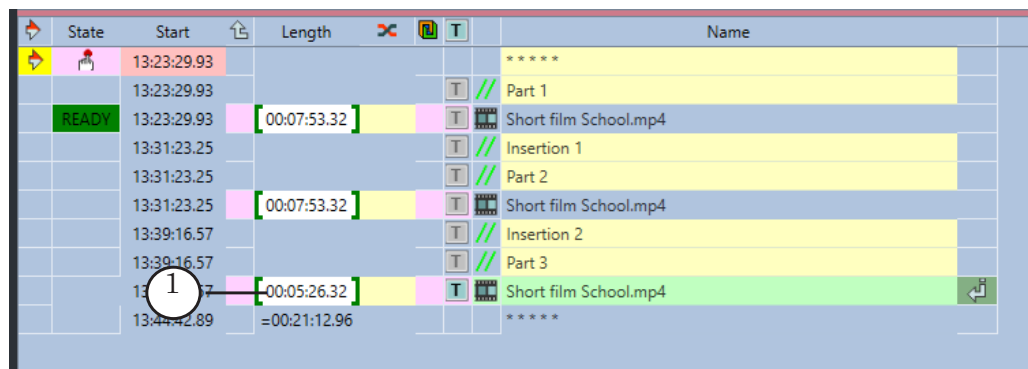 State Start Length T Name
13:23:29.93 * * * * *
13:23:29.93 T // Part 1
READY 13:23:29.93 [ 00:07:53.32 ] T Short film School.mp4
13:31:23.25 T // Insertion 1
13:31:23.25 T // Part 2
13:31:23.25 [ 00:07:53.32 ] T Short film School.mp4
13:39:16.57 T // Insertion 2
13:39:16.57 T // Part 3
1 [ 00:05:26.32 ] T Short film School.mp4
13:44:42.89 =00:21:12.96 * * * * *